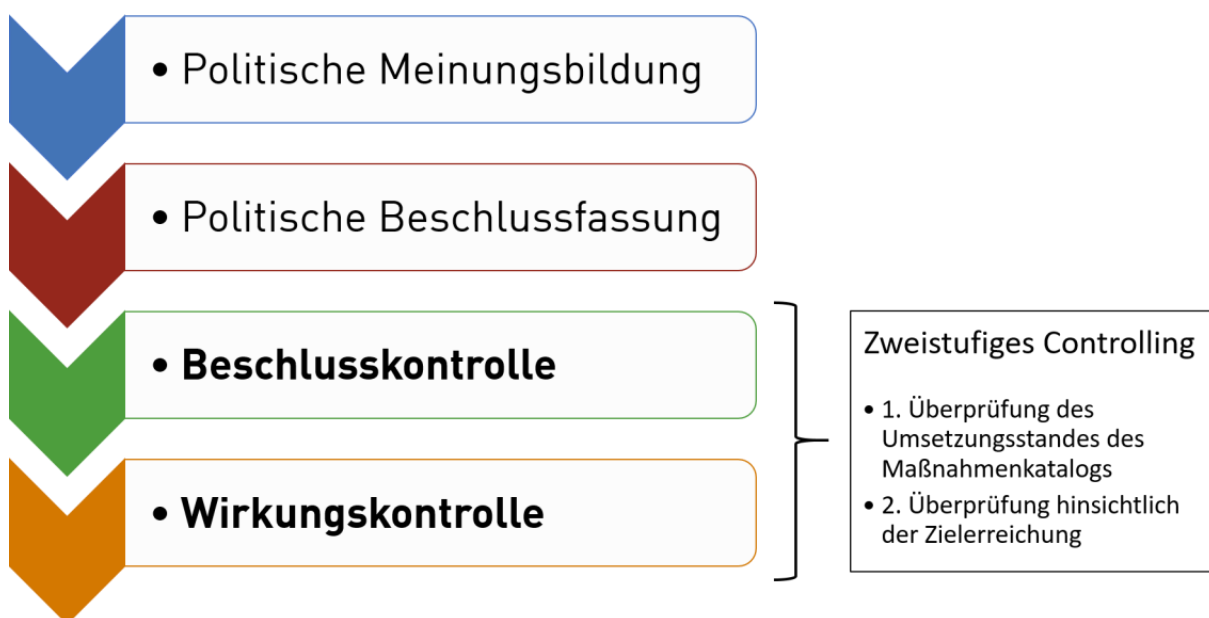 • Politische Meinungsbildung
• Politische Beschlussfassung
• Beschlusskontrolle
• Wirkungskontrolle
Zweistufiges Controlling
• 1. Überprüfung des
Umsetzungsstandes des
Maßnahmenkatalogs
• 2. Überprüfung hinsichtlich
der Zielerreichung